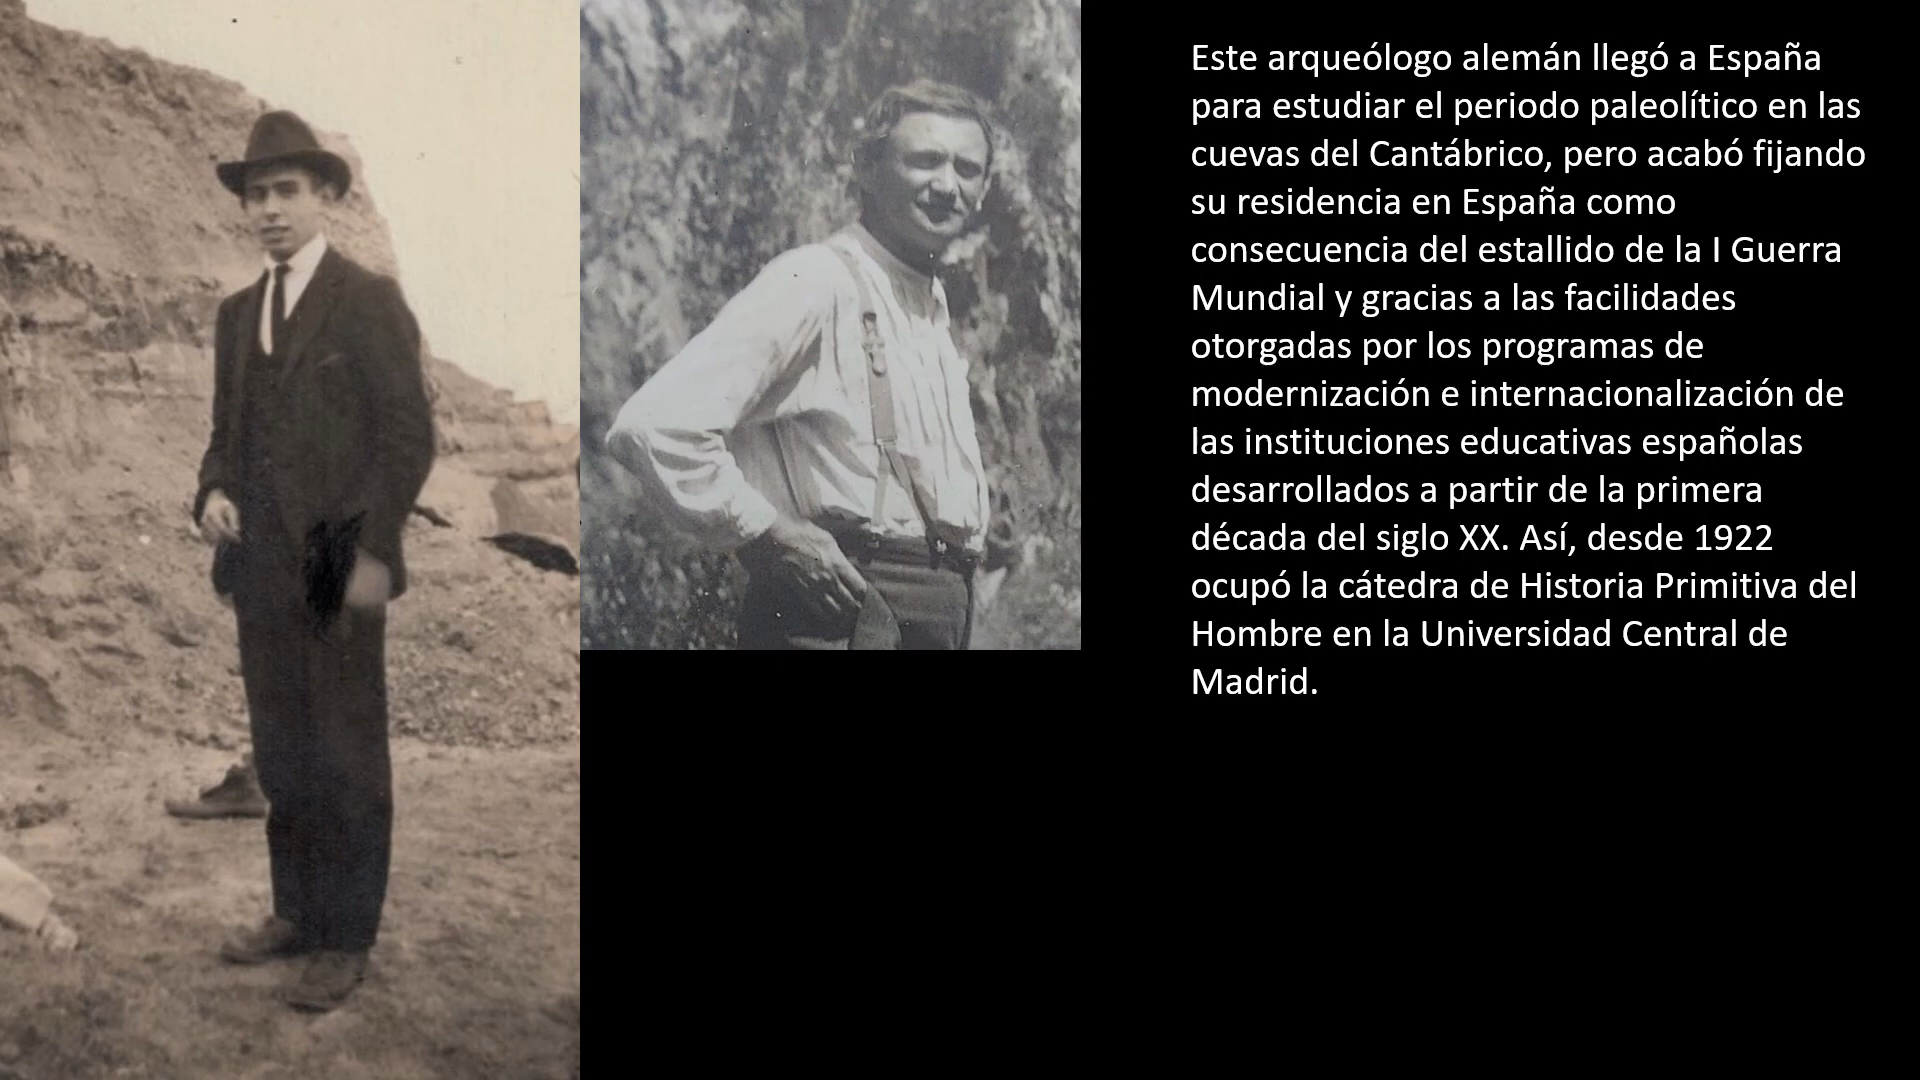 Este arqueólogo alemán llegó a España
para estudiar el periodo paleolítico en las
cuevas del Cantábrico, pero acabó fijando
su residencia en España como
consecuencia del estallido de la I Guerra
Mundial y gracias a las facilidades
otorgadas por los programas de
modernización e internacionalización de
las instituciones educativas españolas
desarrollados a partir de la primera
década del siglo XX. Así, desde 1922
ocupó la cátedra de Historia Primitiva del
Hombre en la Universidad Central de
Madrid.